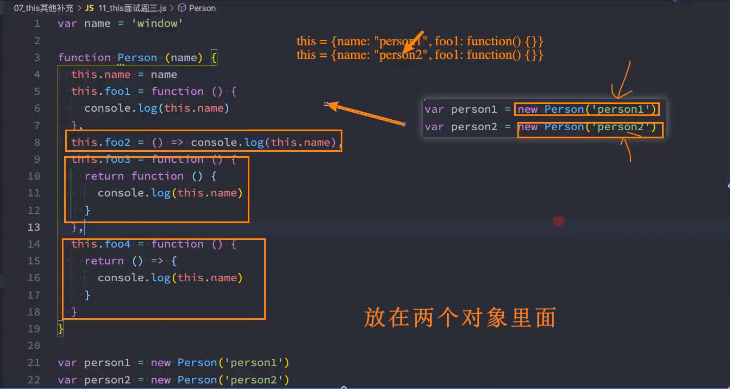 07_this其他补充 > JS 11_this面试题三.js > Person
1 var name = 'window'
2
this = {name: "person1", foo1: function() {}}
3 function Person (name) {
this = {name: "person2", foo1: function() {}}
4 this.name = name
5 this.foo1 = function () {
6 console.log(this.name)
var person1 = new Person('person1')
7 },
var person2 = new Person('person2')
8 this.foo2 = () => console.log(this.name),
9 this.foo3 = function () {
10 return function () {
11 console.log(this.name)
12 }
13 },
14 this.foo4 = function () {
15 return () => {
16 console.log(this.name)
17 }
18 }
放在两个对象里面
19 }
20
21 var person1 = new Person('person1')
22 var person2 = new Person('person2')